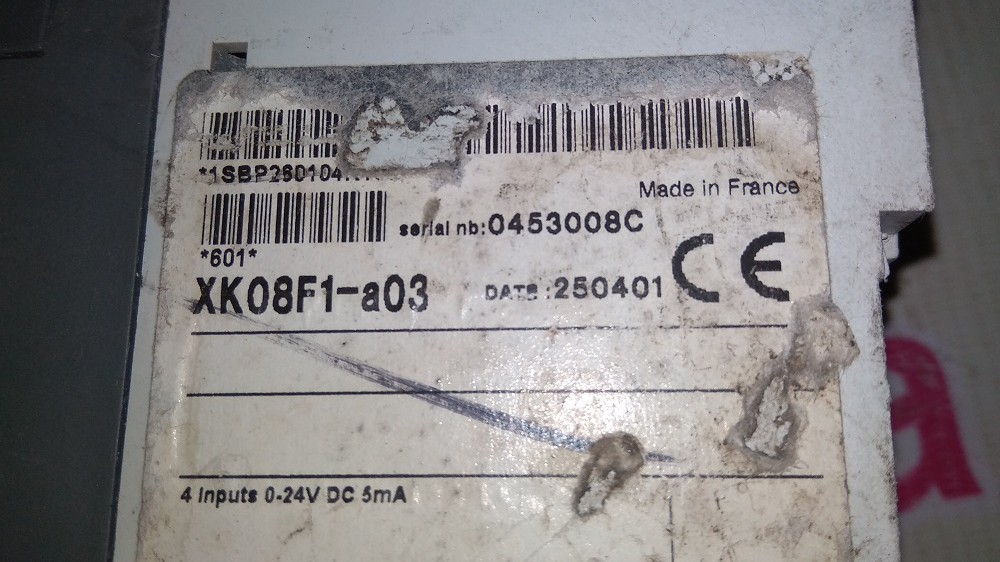 *1SBP260104
Made in France
serial nb:0453008C
*601*
XK08F1-a03 DATE :250401 CE
4 Inputs 0-24V DC 5mA